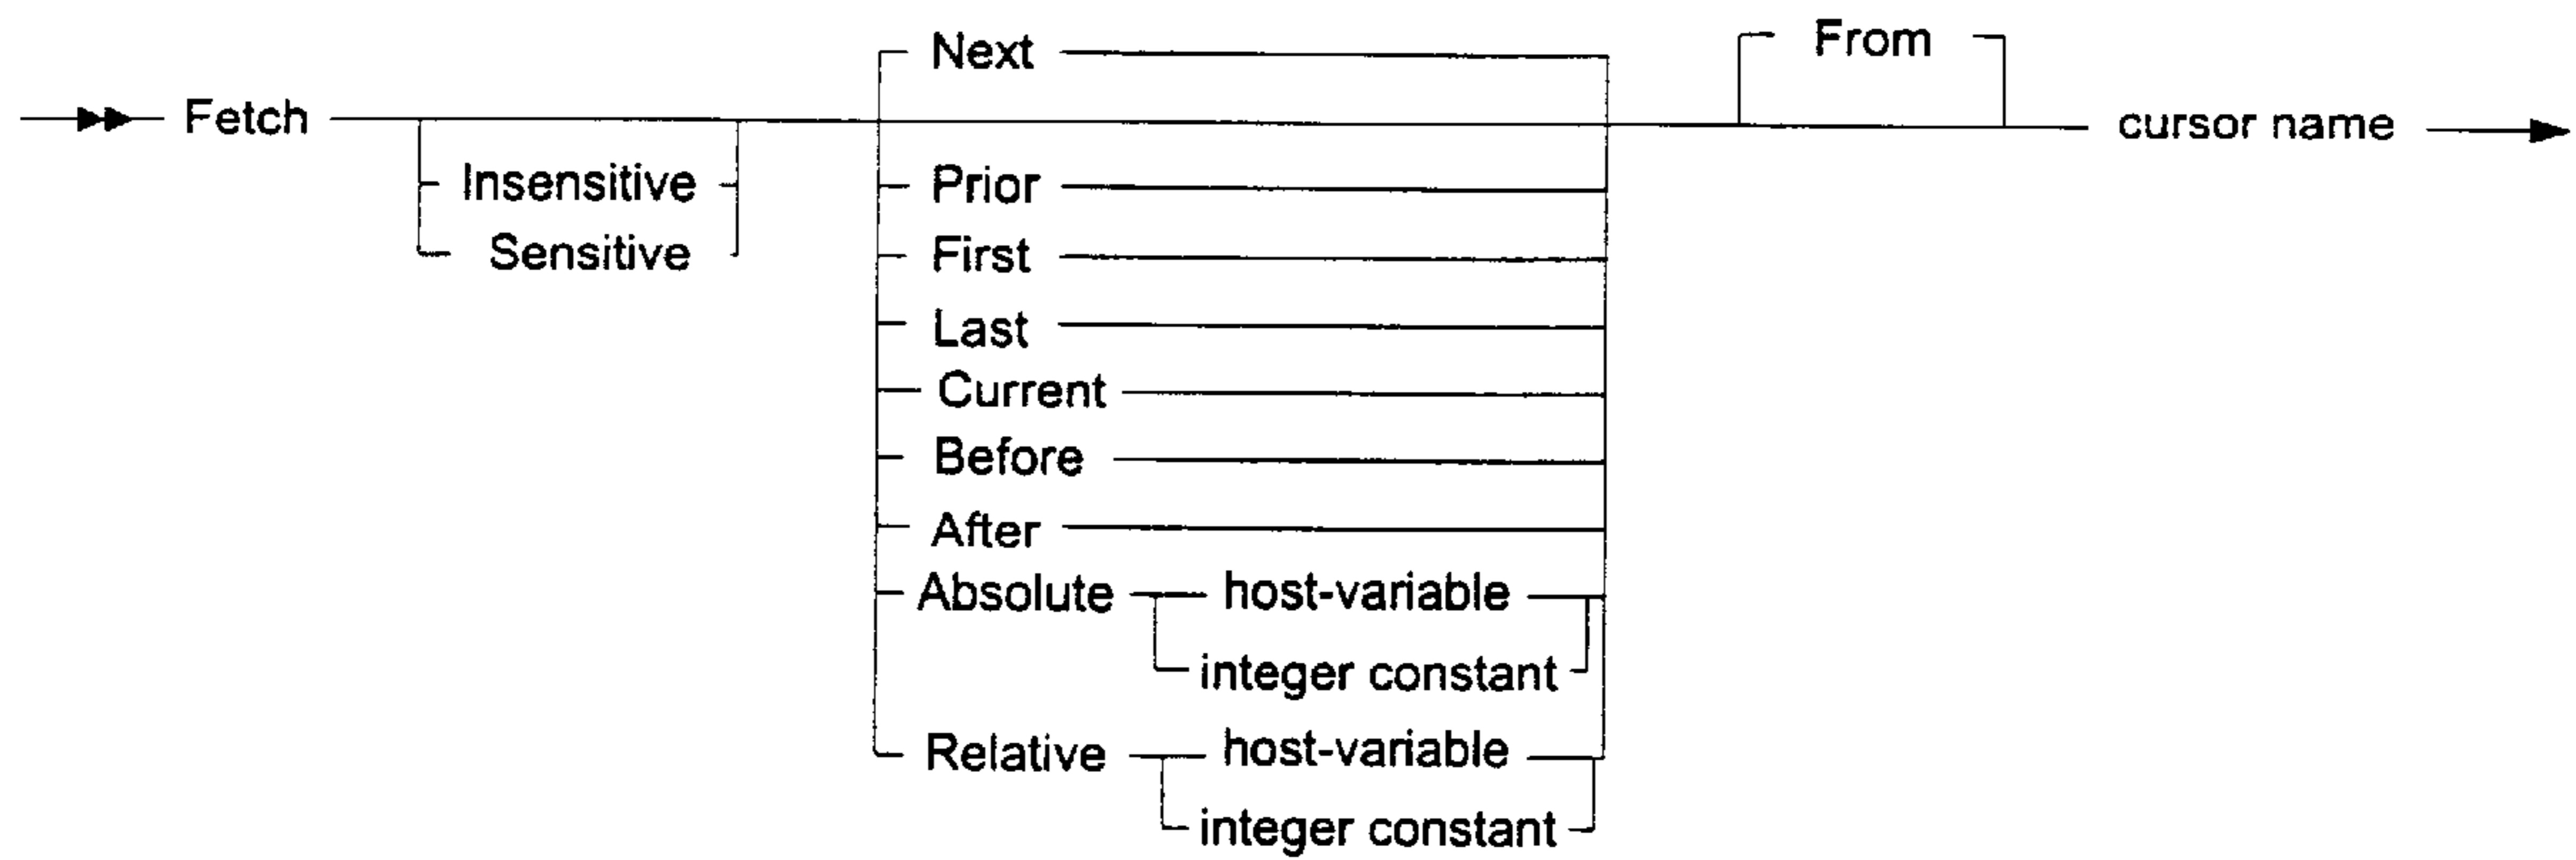 Next
From
Fetch
cursor name
Insensitive
Prior
Sensitive
First
Last
Current
Before
After
Absolute host-variable
integer constant
Relative host-variable
integer constant